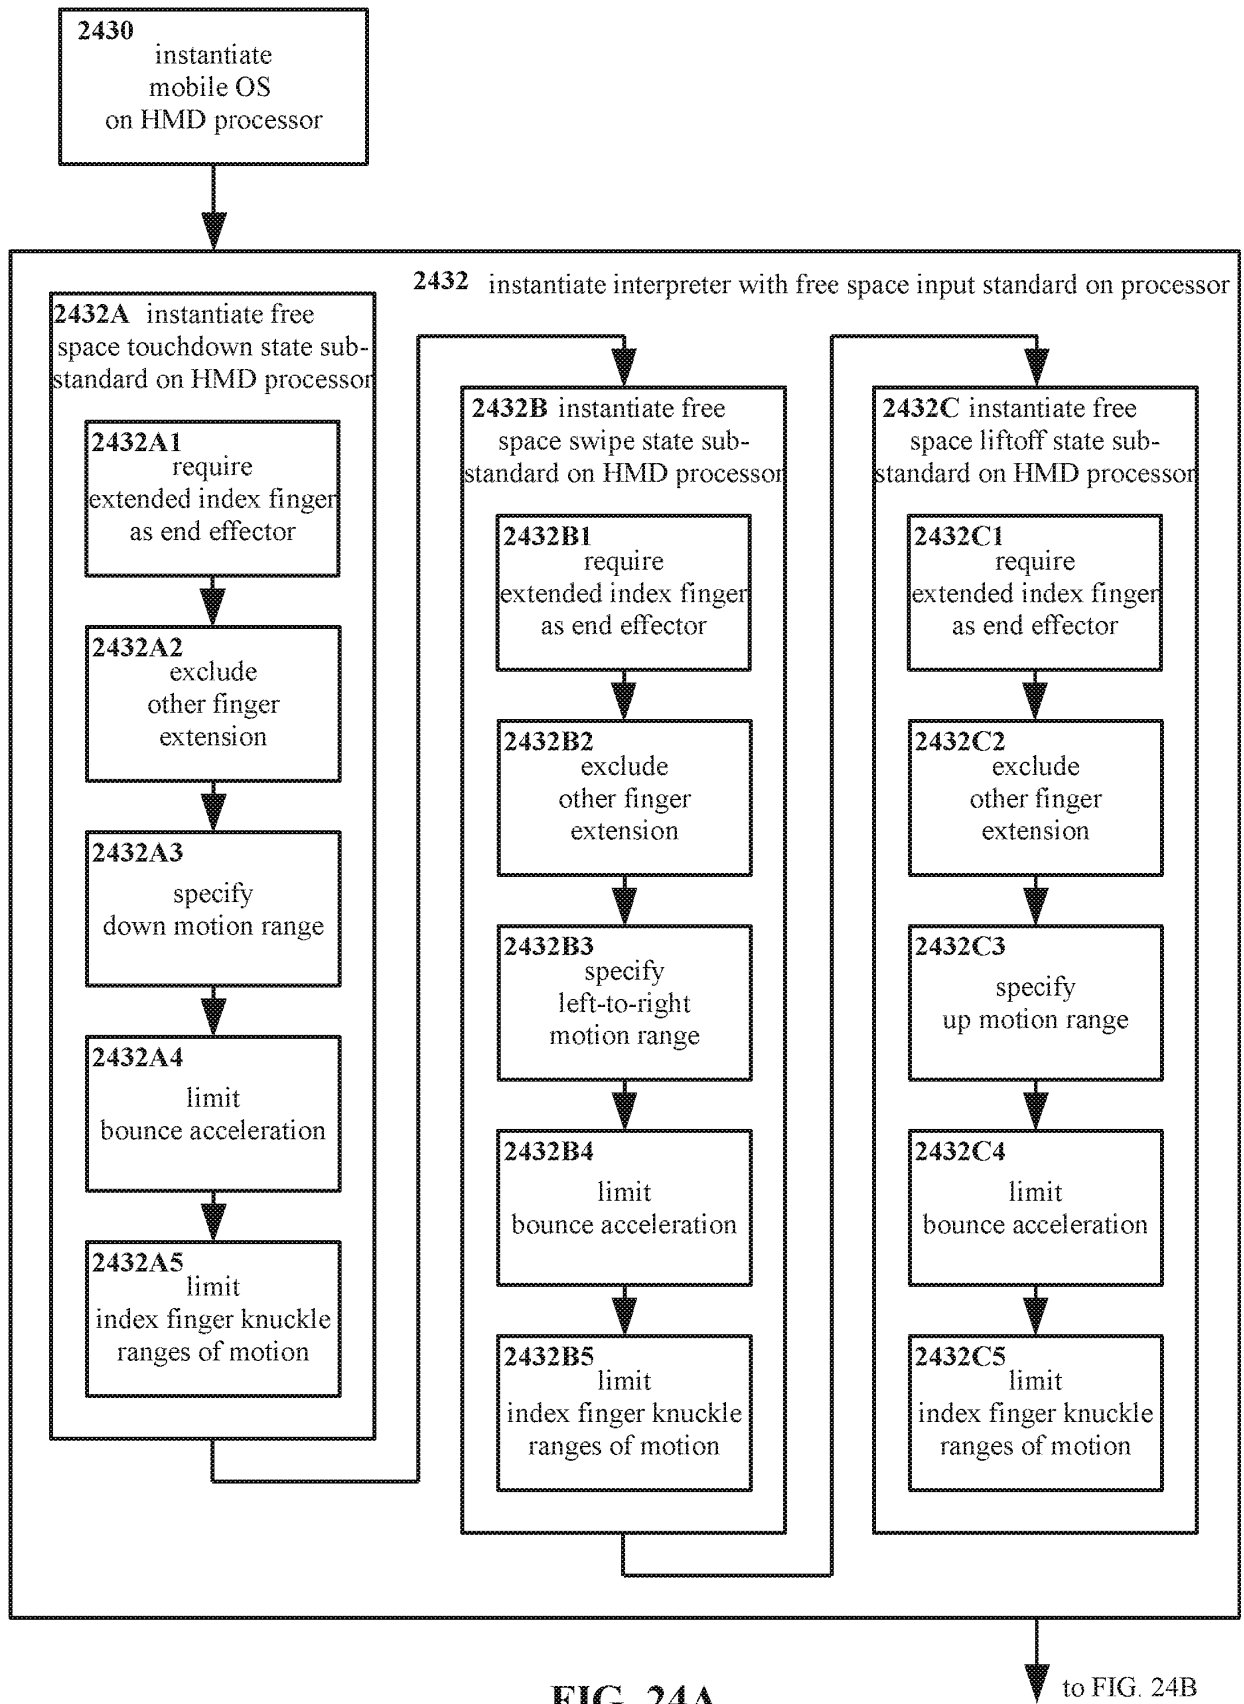 2430
instantiate
mobile OS
on HMD processor
2432 instantiate interpreter with free space input standard on processor
2432A instantiate free
space touchdown state sub-
standard on HMD processor
2432A1
require
extended index finger
as end effector
2432A2
exclude
other finger
extension
2432A3
specify
down motion range
2432A4
limit
bounce acceleration
2432A5
limit
index finger knuckle
ranges of motion
2432B instantiate free
space swipe state sub-
standard on HMD processor
2432B1
require
extended index finger
as end effector
2432B2
exclude
other finger
extension
2432B3
specify
left-to-right
motion range
2432B4
limit
bounce acceleration
2432B5
limit
index finger knuckle
ranges of motion
2432C instantiate free
space liftoff state sub-
standard on HMD processor
2432C1
require
extended index finger
as end effector
2432C2
exclude
other finger
extension
2432C3
specify
up motion range
2432C4
limit
bounce acceleration
2432C5
limit
index finger knuckle
ranges of motion
to FIG. 24B
FIG. 24A